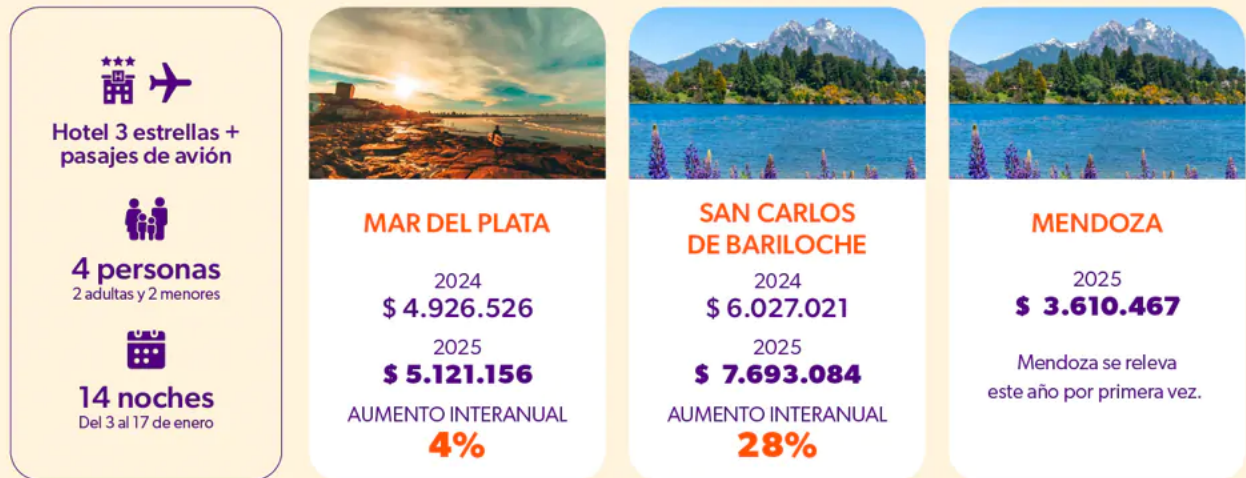 H
Hotel 3 estrellas +
pasajes de avión
4 personas
2 adultas y 2 menores
14 noches
Del 3 al 17 de enero
MAR DEL PLATA
2024
$ 4.926.526
2025
$ 5.121.156
AUMENTO INTERANUAL
4%
SAN CARLOS
DE BARILOCHE
2024
$ 6.027.021
2025
$ 7.693.084
AUMENTO INTERANUAL
28%
MENDOZA
2025
$ 3.610.467
Mendoza se releva
este año por primera vez.